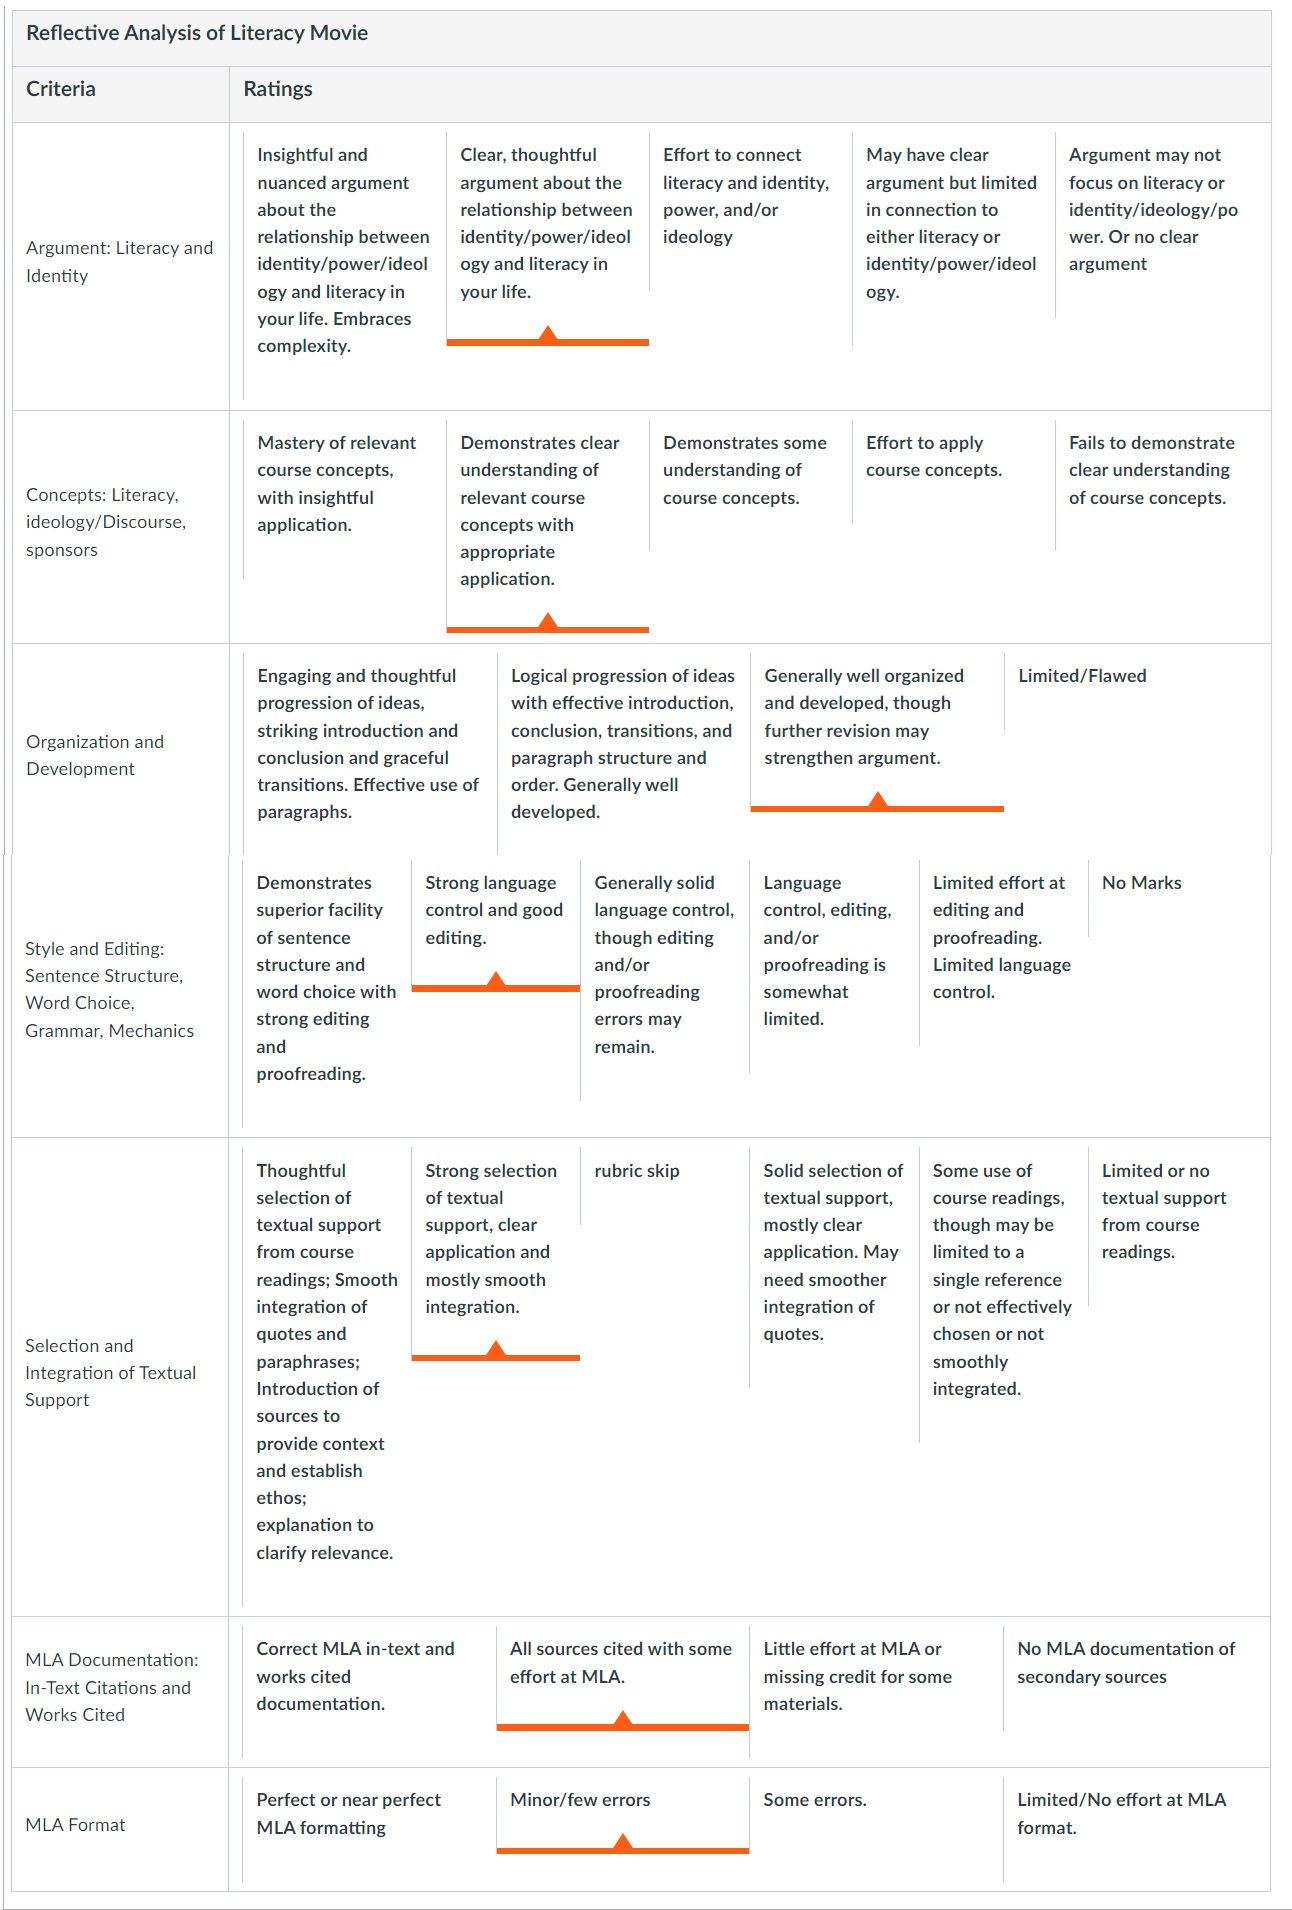 Reflective Analysis of Literacy Movie
Criteria
Ratings
Argument: Literacy and
Identity
Insightful and
nuanced argument
about the
relationship between
identity/power/ideol
ogy and literacy in
your life. Embraces
complexity.
Clear, thoughtful
argument about the
relationship between
identity/power/ideol
ogy and literacy in
your life.
Effort to connect
literacy and identity,
power, and/or
ideology
May have clear
argument but limited
in connection to
either literacy or
identity/power/ideol
ogy.
Argument may not
focus on literacy or
identity/ideology/po
wer. Or no clear
argument
Concepts: Literacy,
ideology/Discourse,
sponsors
Mastery of relevant
course concepts,
with insightful
application.
Demonstrates clear
understanding of
relevant course
concepts with
appropriate
application.
Demonstrates some
understanding of
course concepts.
Effort to apply
course concepts.
Fails to demonstrate
clear understanding
of course concepts.
Organization and
Development
Engaging and thoughtful
progression of ideas,
striking introduction and
conclusion and graceful
transitions. Effective use of
paragraphs.
Logical progression of ideas
with effective introduction,
conclusion, transitions, and
paragraph structure and
order. Generally well
developed.
Generally well organized
and developed, though
further revision may
strengthen argument.
Limited/Flawed
Style and Editing:
Sentence Structure,
Word Choice,
Grammar, Mechanics
Demonstrates
superior facility
of sentence
structure and
word choice with
strong editing
and
proofreading.
Strong language
control and good
editing.
Generally solid
language control,
though editing
and/or
proofreading
errors may
remain.
Language
control, editing,
and/or
proofreading is
somewhat
limited.
Limited effort at
editing and
proofreading.
Limited language
control.
No Marks
Selection and
Integration of Textual
Support
Thoughtful
selection of
textual support
from course
readings; Smooth
integration of
quotes and
paraphrases;
Introduction of
sources to
provide context
and establish
ethos;
explanation to
clarify relevance.
Strong selection
of textual
support, clear
application and
mostly smooth
integration.
rubric skip
Solid selection of
textual support,
mostly clear
application. May
need smoother
integration of
quotes.
Some use of
course readings,
though may be
limited to a
single reference
or not effectively
chosen or not
smoothly
integrated.
Limited or no
textual support
from course
readings.
MLA Documentation:
In-Text Citations and
Works Cited
Correct MLA in-text and
works cited
documentation.
All sources cited with some
effort at MLA.
Little effort at MLA or
missing credit for some
materials.
No MLA documentation of
secondary sources
MLA Format
Perfect or near perfect
MLA formatting
Minor/few errors
Some errors.
Limited/No effort at MLA
format.